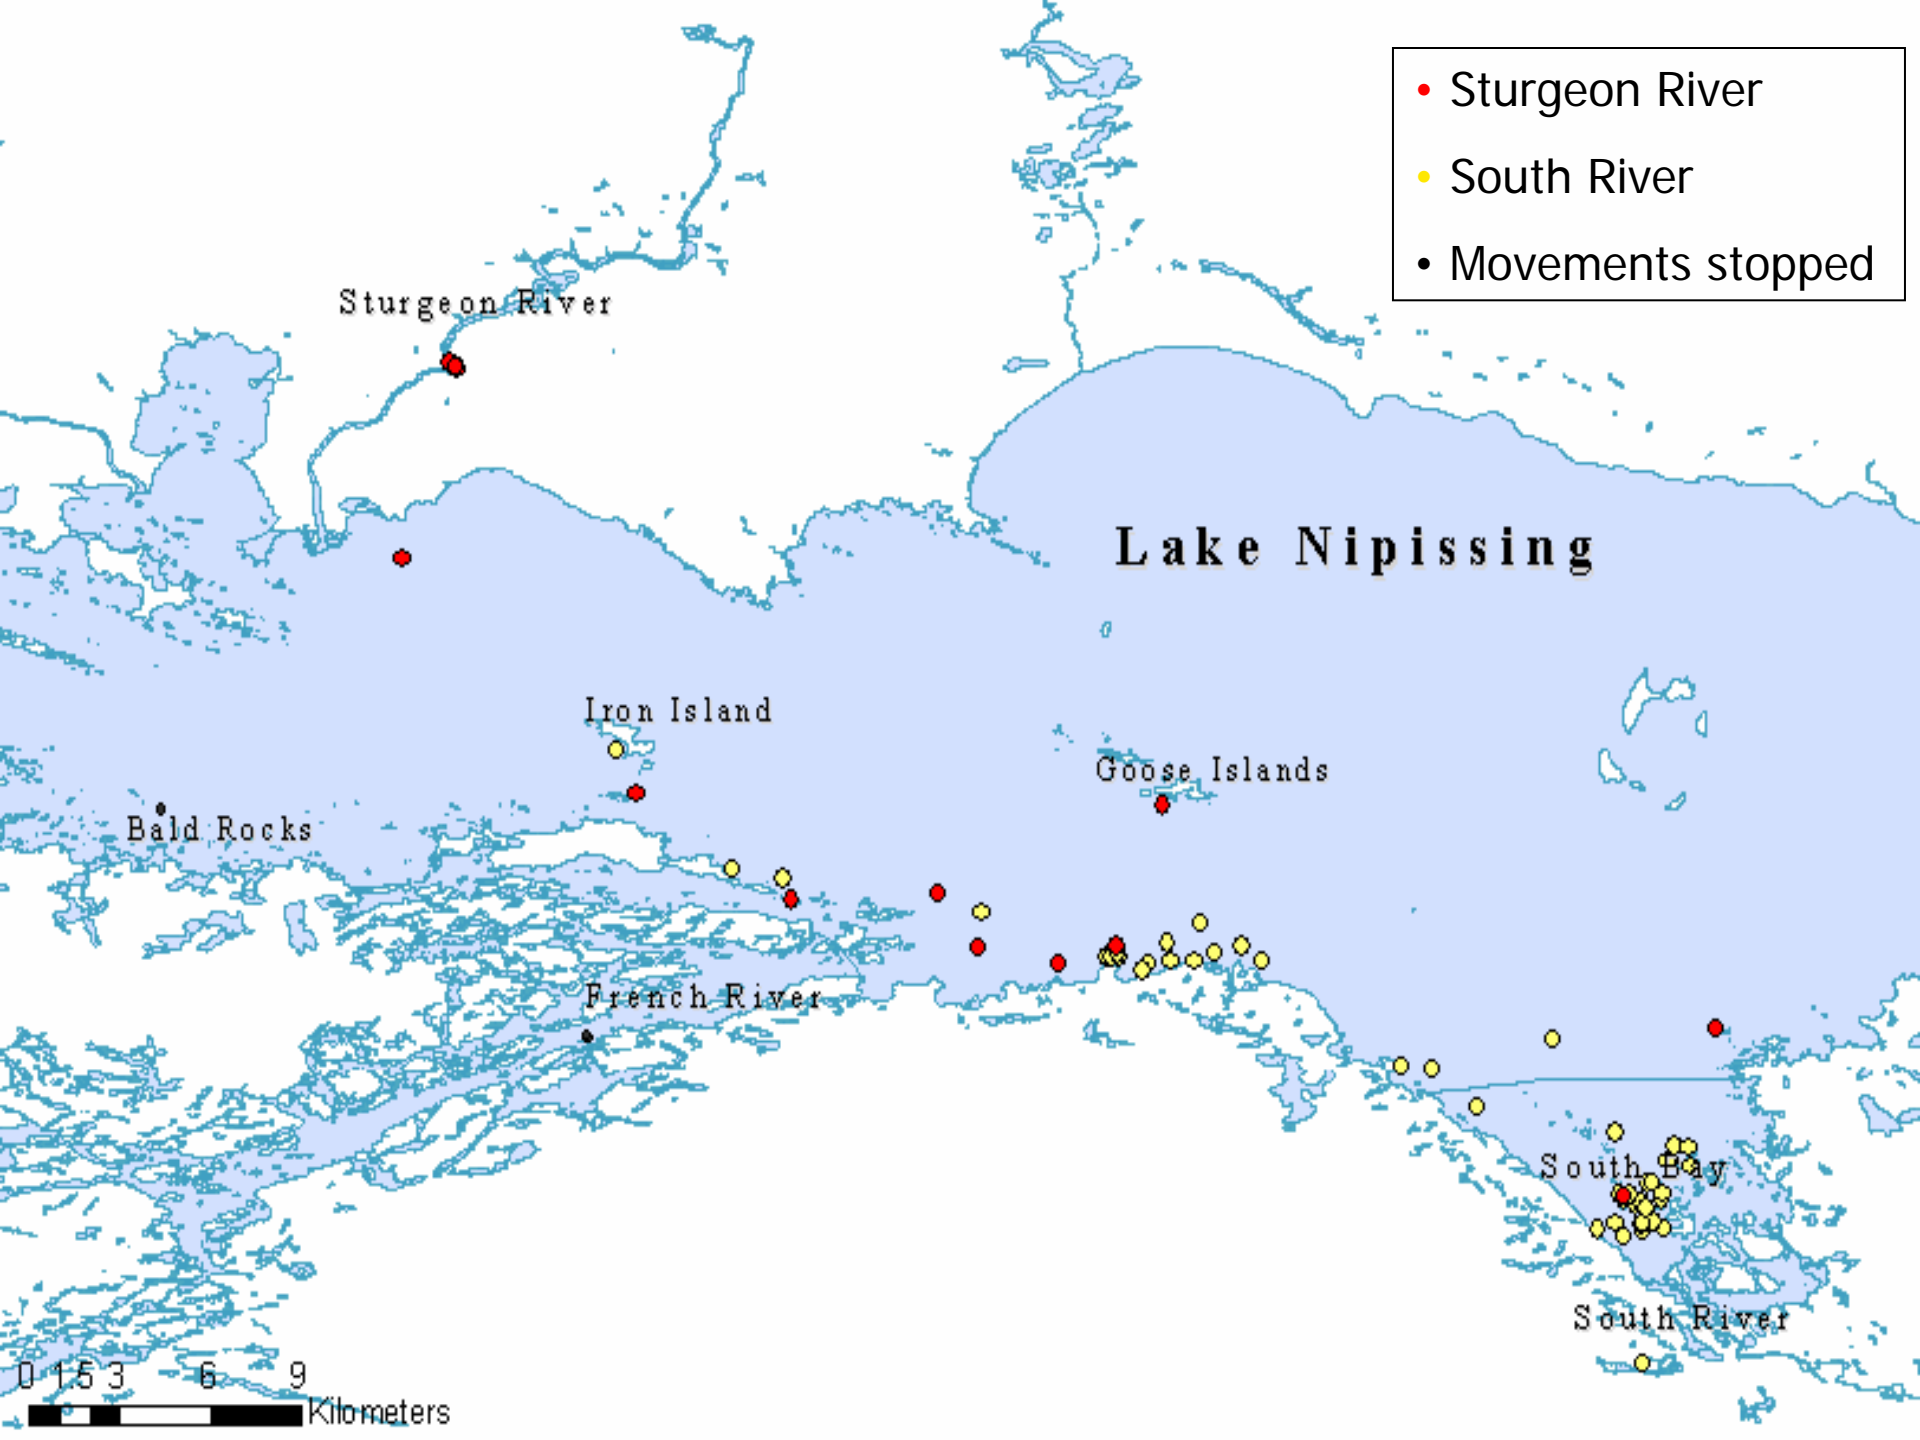 • Sturgeon River
• South River
• Movements stopped
Sturgeon River
Lake Nipissing
Iron Island
Goose Islands
Bald Rocks
French River
South Bay
South River
0 1.5 3 6 9
Kilometers